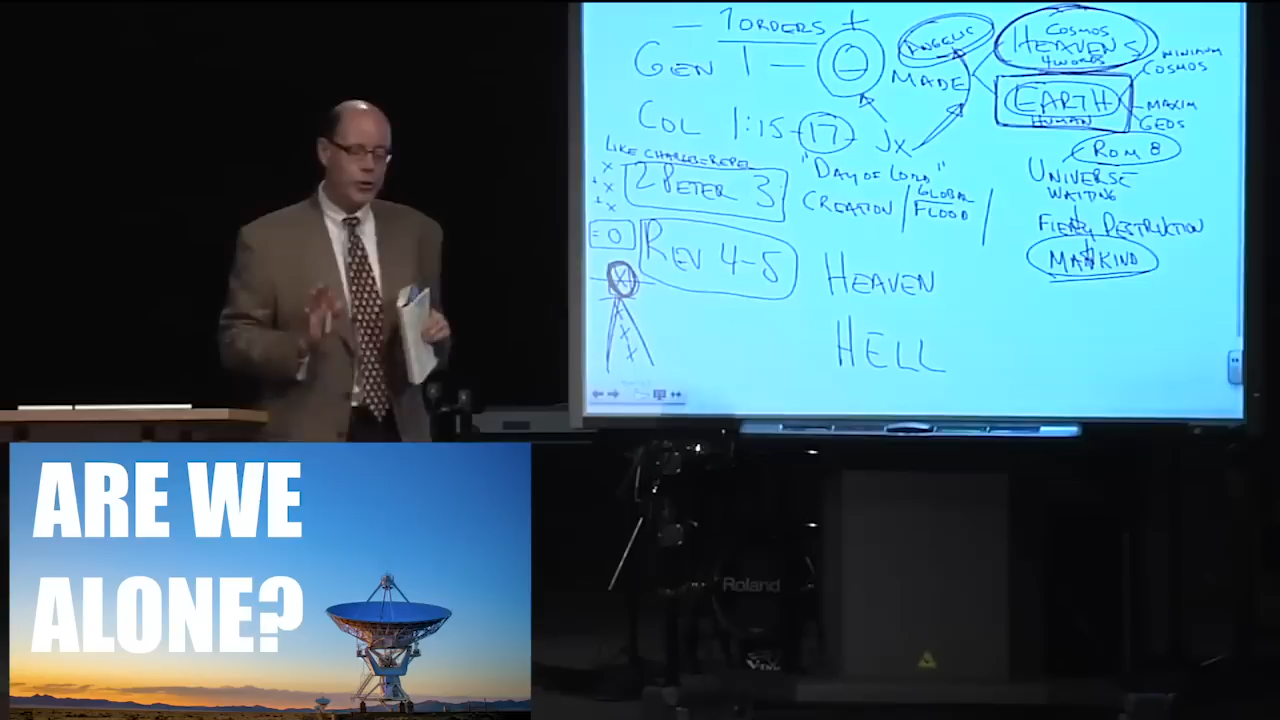 — 7 ORDERS +
GEN 1 — 0
ANGELIC
MADE
COSMOS
HEAVENS
4 WORDS
MINIMUM
COSMOS
EARTH
HUMAN
MAXIM
GEOS
COL 1:15-17
JX
ROM 8
LIKE CHARGES REPEL
2 PETER 3
"DAY OF LORD"
CREATION / GLOBAL FLOOD /
UNIVERSE
WAITING
FIERY DESTRUCTION
MANKIND
= 0
REV 4-5
HEAVEN
HELL
ARE WE
ALONE?
Roland